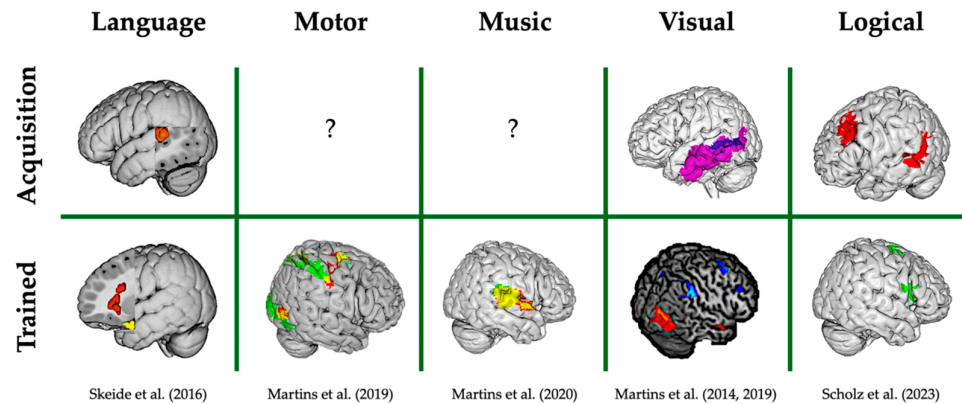 Language Motor Music Visual Logical
Acquisition
? ?
Trained
Skeide et al. (2016) Martins et al. (2019) Martins et al. (2020) Martins et al. (2014, 2019) Scholz et al. (2023)